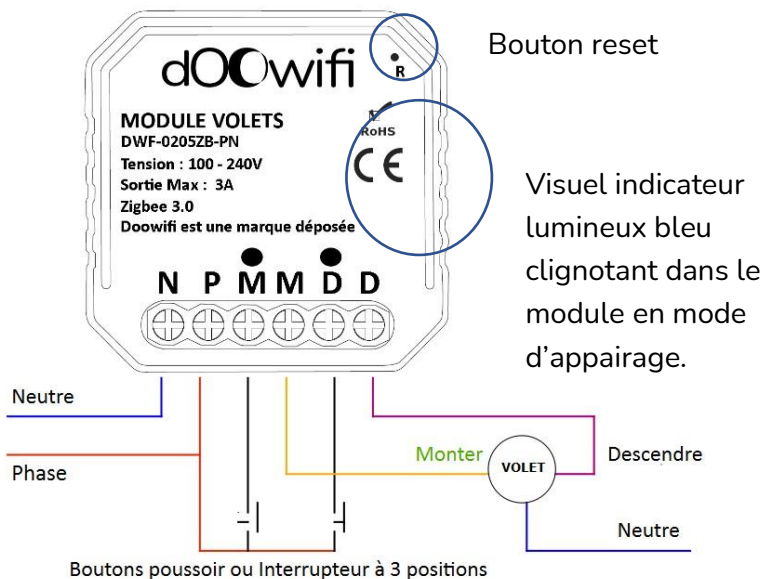 dOOwifi
R
Bouton reset
MODULE VOLETS
DWF-0205ZB-PN
Tension : 100 - 240V
Sortie Max : 3A
Zigbee 3.0
Doowifi est une marque déposée
RoHS
CE
Visuel indicateur
lumineux bleu
clignotant dans le
module en mode
d’appairage.
N P M M D D
Neutre
Phase
Monter
VOLET
Descendre
Neutre
Boutons poussoir ou Interrupteur à 3 positions